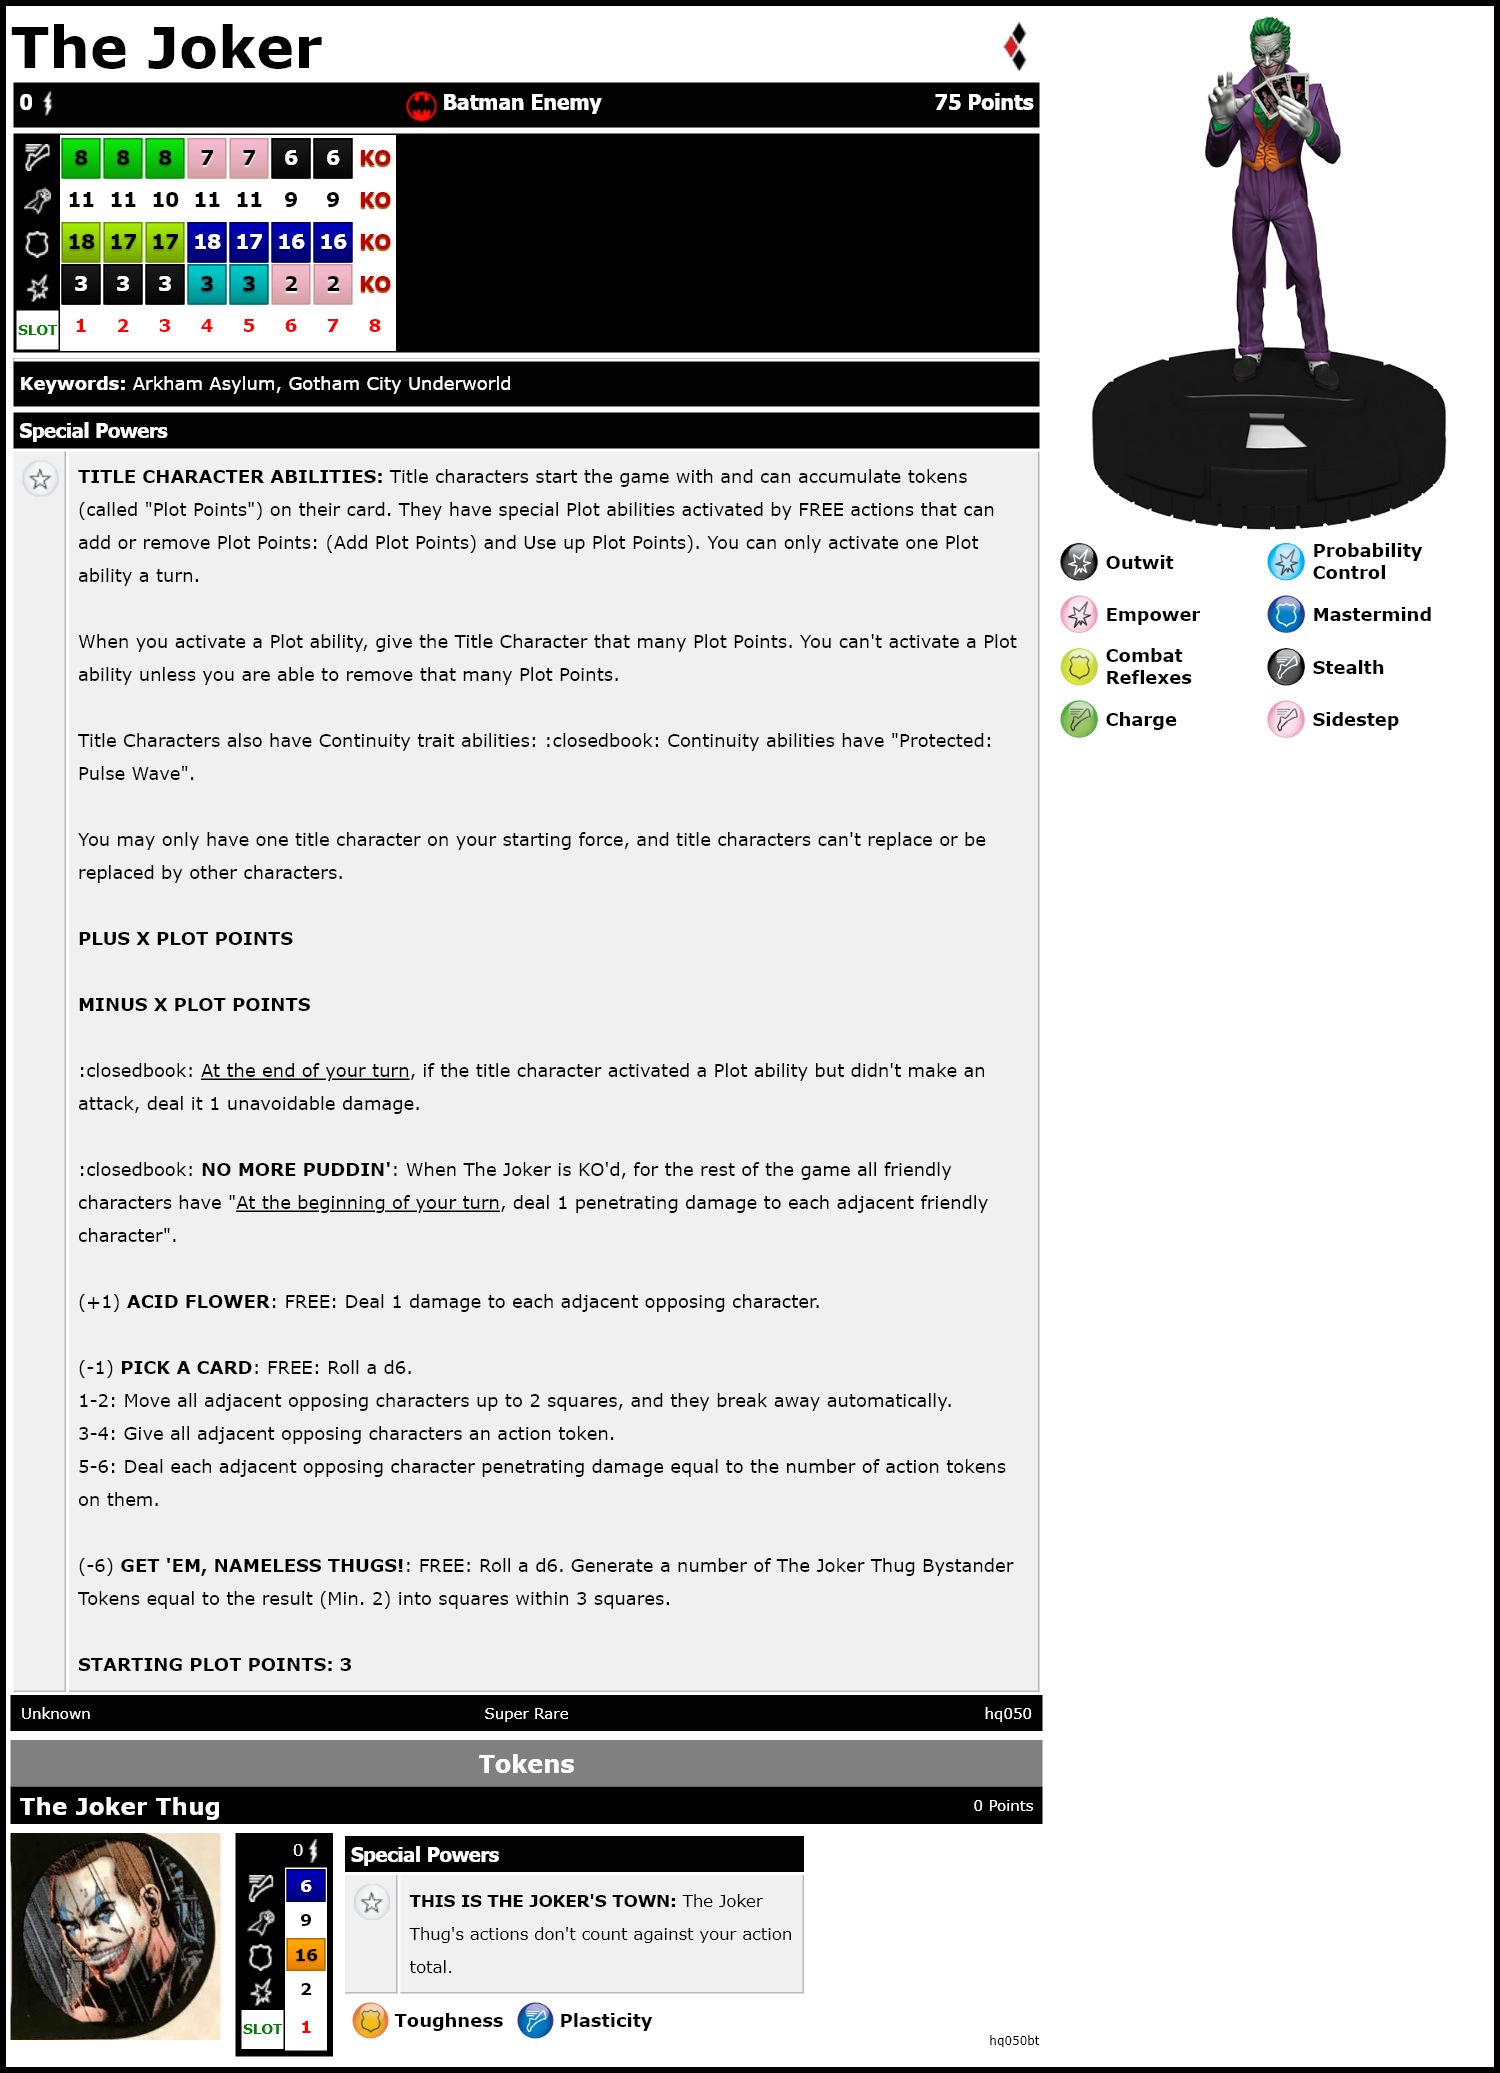 The Joker
0 Batman Enemy 75 Points
8 8 8 7 7 6 6 KO
11 11 10 11 11 9 9 KO
18 17 17 18 17 16 16 KO
3 3 3 3 3 2 2 KO
SLOT 1 2 3 4 5 6 7 8
Keywords: Arkham Asylum, Gotham City Underworld
Special Powers
TITLE CHARACTER ABILITIES: Title characters start the game with and can accumulate tokens
(called "Plot Points") on their card. They have special Plot abilities activated by FREE actions that can
add or remove Plot Points: (Add Plot Points) and Use up Plot Points). You can only activate one Plot
ability a turn.
When you activate a Plot ability, give the Title Character that many Plot Points. You can't activate a Plot
ability unless you are able to remove that many Plot Points.
Title Characters also have Continuity trait abilities: :closedbook: Continuity abilities have "Protected:
Pulse Wave".
You may only have one title character on your starting force, and title characters can't replace or be
replaced by other characters.
PLUS X PLOT POINTS
MINUS X PLOT POINTS
:closedbook: At the end of your turn, if the title character activated a Plot ability but didn't make an
attack, deal it 1 unavoidable damage.
:closedbook: NO MORE PUDDIN': When The Joker is KO'd, for the rest of the game all friendly
characters have "At the beginning of your turn, deal 1 penetrating damage to each adjacent friendly
character".
(+1) ACID FLOWER: FREE: Deal 1 damage to each adjacent opposing character.
(-1) PICK A CARD: FREE: Roll a d6.
1-2: Move all adjacent opposing characters up to 2 squares, and they break away automatically.
3-4: Give all adjacent opposing characters an action token.
5-6: Deal each adjacent opposing character penetrating damage equal to the number of action tokens
on them.
(-6) GET 'EM, NAMELESS THUGS!: FREE: Roll a d6. Generate a number of The Joker Thug Bystander
Tokens equal to the result (Min. 2) into squares within 3 squares.
STARTING PLOT POINTS: 3
Unknown Super Rare hq050
Outwit Probability
Control
Empower Mastermind
Combat
Reflexes Stealth
Charge Sidestep
Tokens
The Joker Thug 0 Points
0
6
9
16
2
SLOT 1
Special Powers
THIS IS THE JOKER'S TOWN: The Joker
Thug's actions don't count against your action
total.
Toughness Plasticity
hq050bt